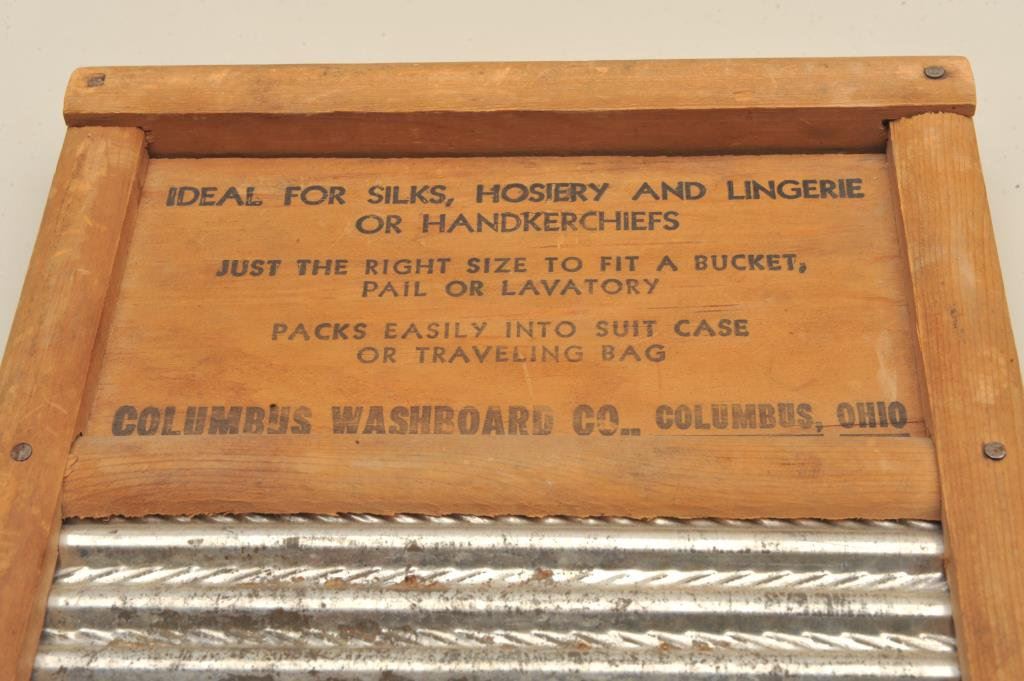 IDEAL FOR SILKS, HOSIERY AND LINGERIE
OR HANDKERCHIEFS
JUST THE RIGHT SIZE TO FIT A BUCKET,
PAIL OR LAVATORY
PACKS EASILY INTO SUIT CASE
OR TRAVELING BAG
COLUMBUS WASHBOARD CO., COLUMBUS, OHIO